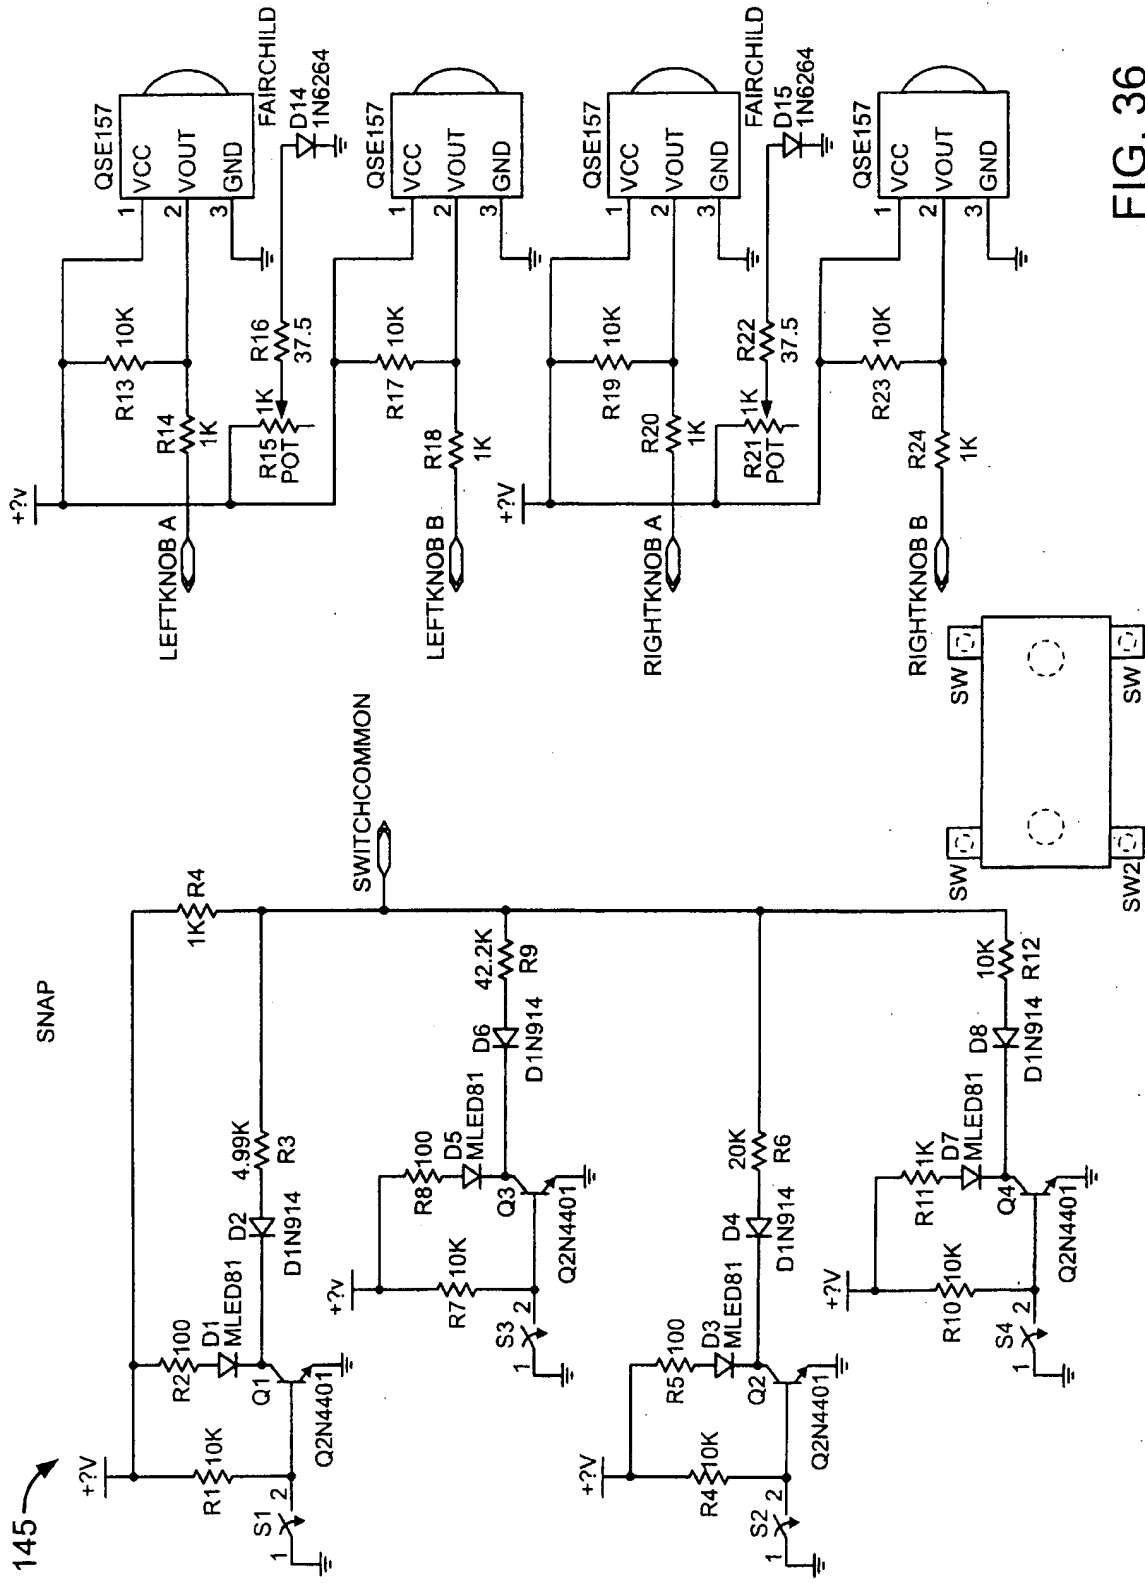 145
SNAP
+?V
R1
10K
R2
100
D1
MLED81
Q1
Q2N4401
S1
1
2
D2
D1N914
4.99K
R3
1K
R4
SWITCHCOMMON
+?V
R7
10K
R8
100
D5
MLED81
Q3
Q2N4401
S3
1
2
D6
D1N914
42.2K
R9
+?V
R4
10K
R5
100
D3
MLED81
Q2
Q2N4401
S2
1
2
D4
D1N914
20K
R6
+?V
R10
10K
R11
1K
D7
MLED81
Q4
Q2N4401
S4
1
2
D8
D1N914
10K
R12
SW
SW
SW2
SW
+?V
LEFTKNOB A
R13
10K
R14
1K
QSE157
1
VCC
2
VOUT
3
GND
R15
1K
POT
R16
37.5
FAIRCHILD
D14
1N6264
LEFTKNOB B
R17
10K
R18
1K
QSE157
1
VCC
2
VOUT
3
GND
+?V
RIGHTKNOB A
R19
10K
R20
1K
QSE157
1
VCC
2
VOUT
3
GND
R21
1K
POT
R22
37.5
FAIRCHILD
D15
1N6264
RIGHTKNOB B
R23
10K
R24
1K
QSE157
1
VCC
2
VOUT
3
GND
FIG. 36